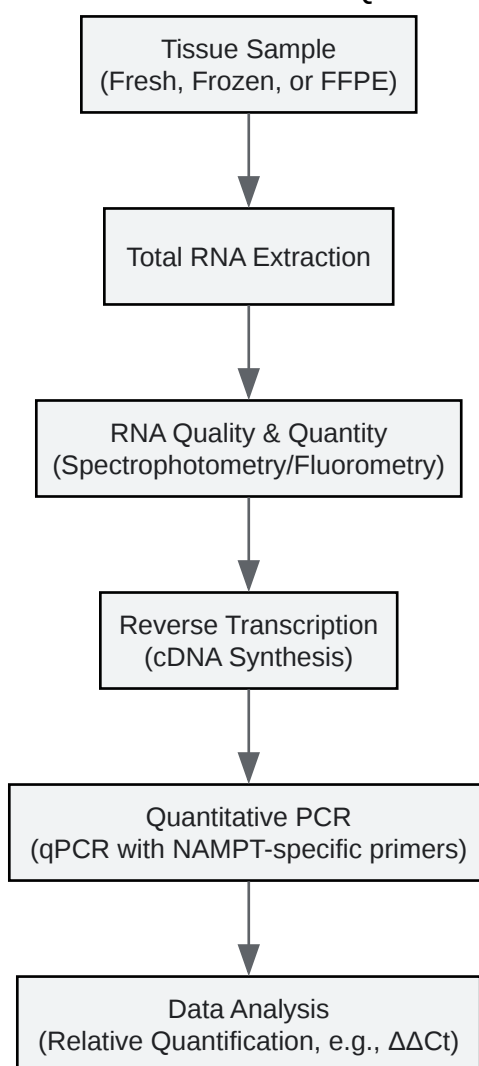 Tissue Sample
(Fresh, Frozen, or FFPE)
Total RNA Extraction
RNA Quality & Quantity
(Spectrophotometry/Fluorometry)
Reverse Transcription
(cDNA Synthesis)
Quantitative PCR
(qPCR with NAMPT-specific primers)
Data Analysis
(Relative Quantification, e.g., ΔΔCt)